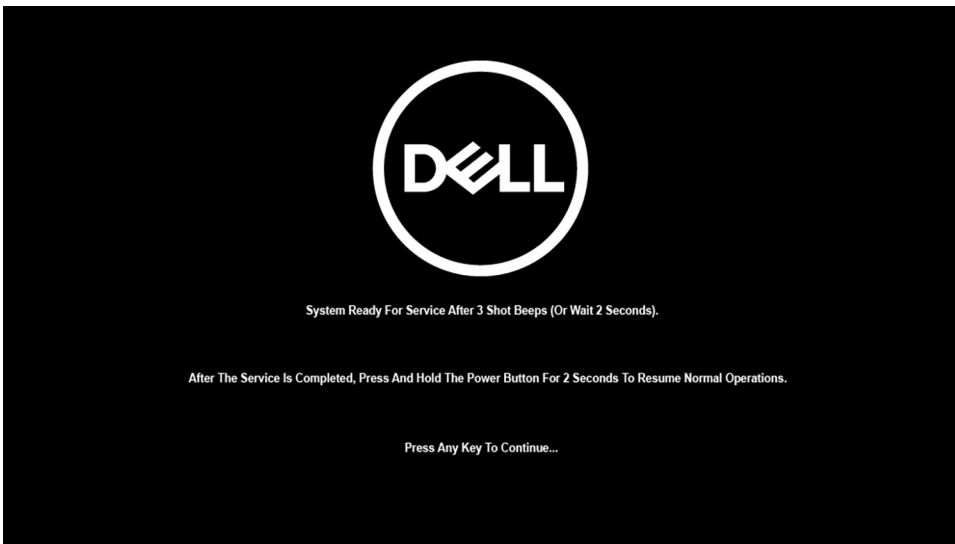 DELL
System Ready For Service After 3 Shot Beeps (Or Wait 2 Seconds).
After The Service Is Completed, Press And Hold The Power Button For 2 Seconds To Resume Normal Operations.
Press Any Key To Continue...